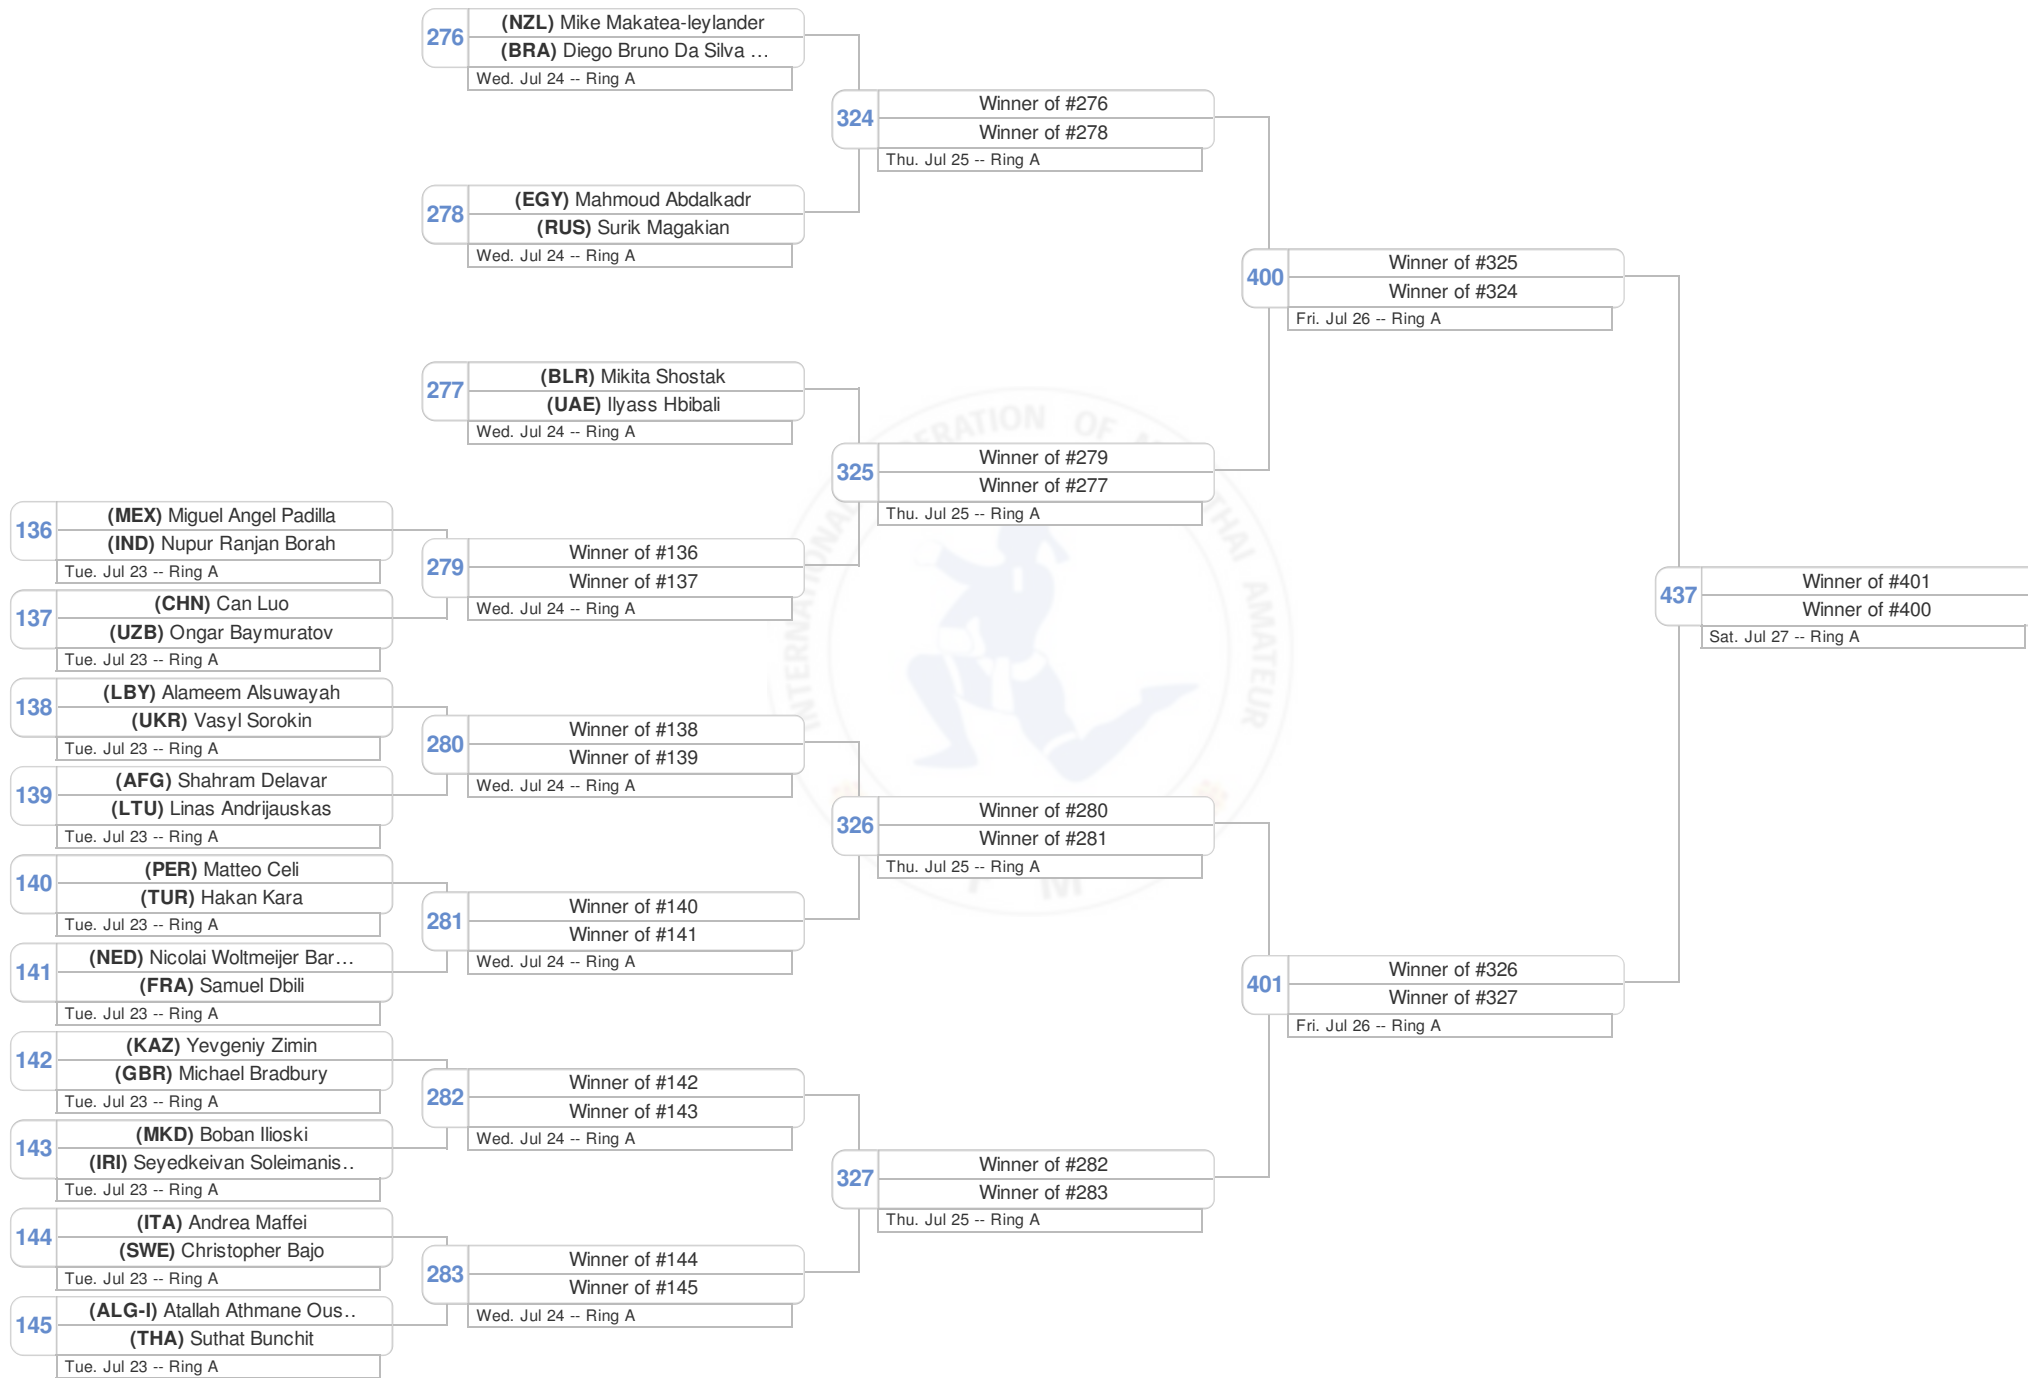 276
(NZL) Mike Makatea-leylander
(BRA) Diego Bruno Da Silva ...
Wed. Jul 24 -- Ring A
278
(EGY) Mahmoud Abdalkadr
(RUS) Surik Magakian
Wed. Jul 24 -- Ring A
277
(BLR) Mikita Shostak
(UAE) Ilyass Hbibali
Wed. Jul 24 -- Ring A
136
(MEX) Miguel Angel Padilla
(IND) Nupur Ranjan Borah
Tue. Jul 23 -- Ring A
137
(CHN) Can Luo
(UZB) Ongar Baymuratov
Tue. Jul 23 -- Ring A
138
(LBY) Alameem Alsuwayah
(UKR) Vasyl Sorokin
Tue. Jul 23 -- Ring A
139
(AFG) Shahram Delavar
(LTU) Linas Andrijauskas
Tue. Jul 23 -- Ring A
140
(PER) Matteo Celi
(TUR) Hakan Kara
Tue. Jul 23 -- Ring A
141
(NED) Nicolai Woltmeijer Bar...
(FRA) Samuel Dbili
Tue. Jul 23 -- Ring A
142
(KAZ) Yevgeniy Zimin
(GBR) Michael Bradbury
Tue. Jul 23 -- Ring A
143
(MKD) Boban Ilioski
(IRI) Seyedkeivan Soleimanis..
Tue. Jul 23 -- Ring A
144
(ITA) Andrea Maffei
(SWE) Christopher Bajo
Tue. Jul 23 -- Ring A
145
(ALG-I) Atallah Athmane Ous..
(THA) Suthat Bunchit
Tue. Jul 23 -- Ring A
279
Winner of #136
Winner of #137
Wed. Jul 24 -- Ring A
280
Winner of #138
Winner of #139
Wed. Jul 24 -- Ring A
281
Winner of #140
Winner of #141
Wed. Jul 24 -- Ring A
282
Winner of #142
Winner of #143
Wed. Jul 24 -- Ring A
283
Winner of #144
Winner of #145
Wed. Jul 24 -- Ring A
324
Winner of #276
Winner of #278
Thu. Jul 25 -- Ring A
325
Winner of #279
Winner of #277
Thu. Jul 25 -- Ring A
326
Winner of #280
Winner of #281
Thu. Jul 25 -- Ring A
327
Winner of #282
Winner of #283
Thu. Jul 25 -- Ring A
400
Winner of #325
Winner of #324
Fri. Jul 26 -- Ring A
401
Winner of #326
Winner of #327
Fri. Jul 26 -- Ring A
437
Winner of #401
Winner of #400
Sat. Jul 27 -- Ring A
OF
THAI AMATEUR